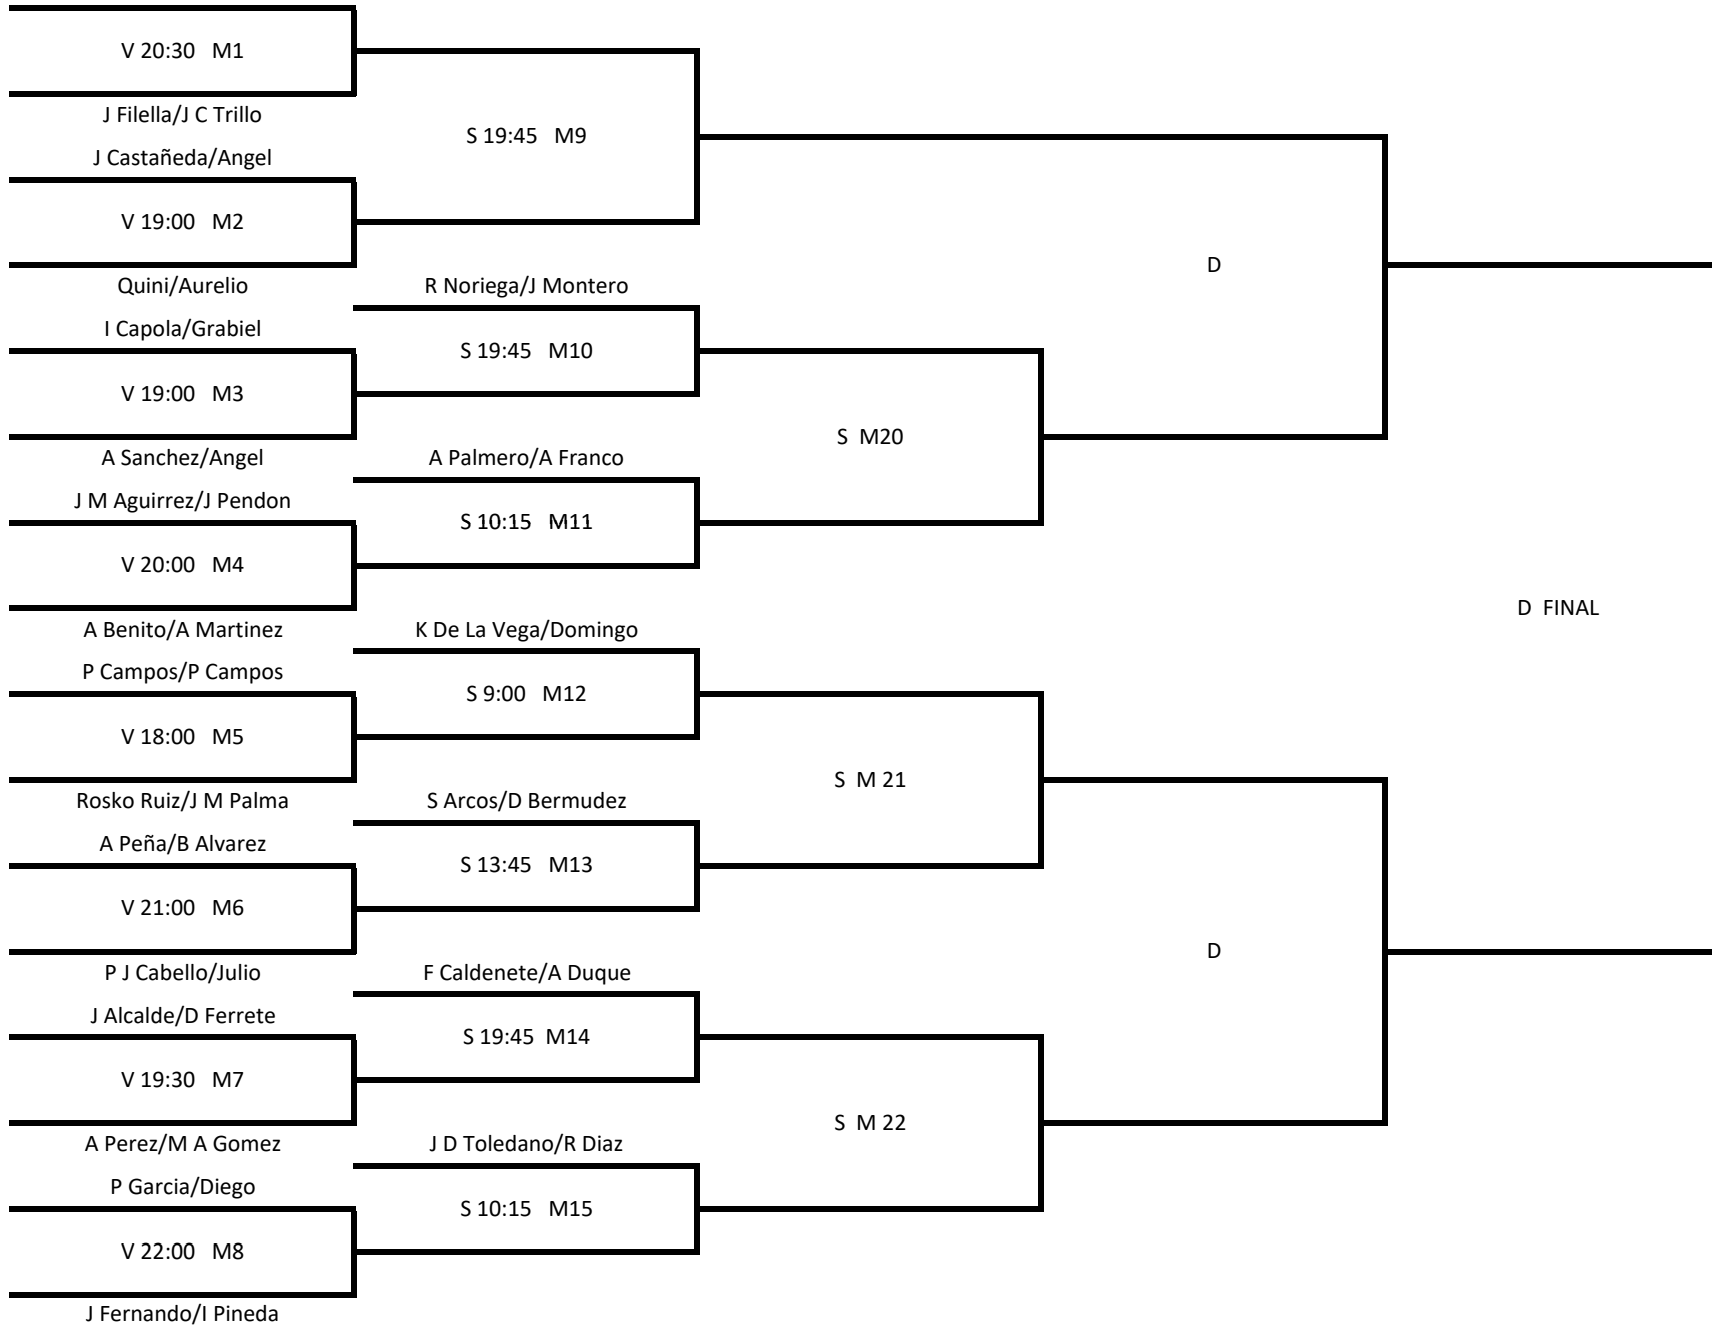 V 20:30 M1
J Filella/J C Trillo
J Castañeda/Angel
V 19:00 M2
Quini/Aurelio
I Capola/Grabiel
V 19:00 M3
A Sanchez/Angel
J M Aguirrez/J Pendon
V 20:00 M4
A Benito/A Martinez
P Campos/P Campos
V 18:00 M5
Rosko Ruiz/J M Palma
A Peña/B Alvarez
V 21:00 M6
P J Cabello/Julio
J Alcalde/D Ferrete
V 19:30 M7
A Perez/M A Gomez
P Garcia/Diego
V 22:00 M8
J Fernando/I Pineda
S 19:45 M9
R Noriega/J Montero
S 19:45 M10
A Palmero/A Franco
S 10:15 M11
K De La Vega/Domingo
S 9:00 M12
S Arcos/D Bermudez
S 13:45 M13
F Caldenete/A Duque
S 19:45 M14
J D Toledano/R Diaz
S 10:15 M15
S M20
S M 21
S M 22
D
D
D FINAL